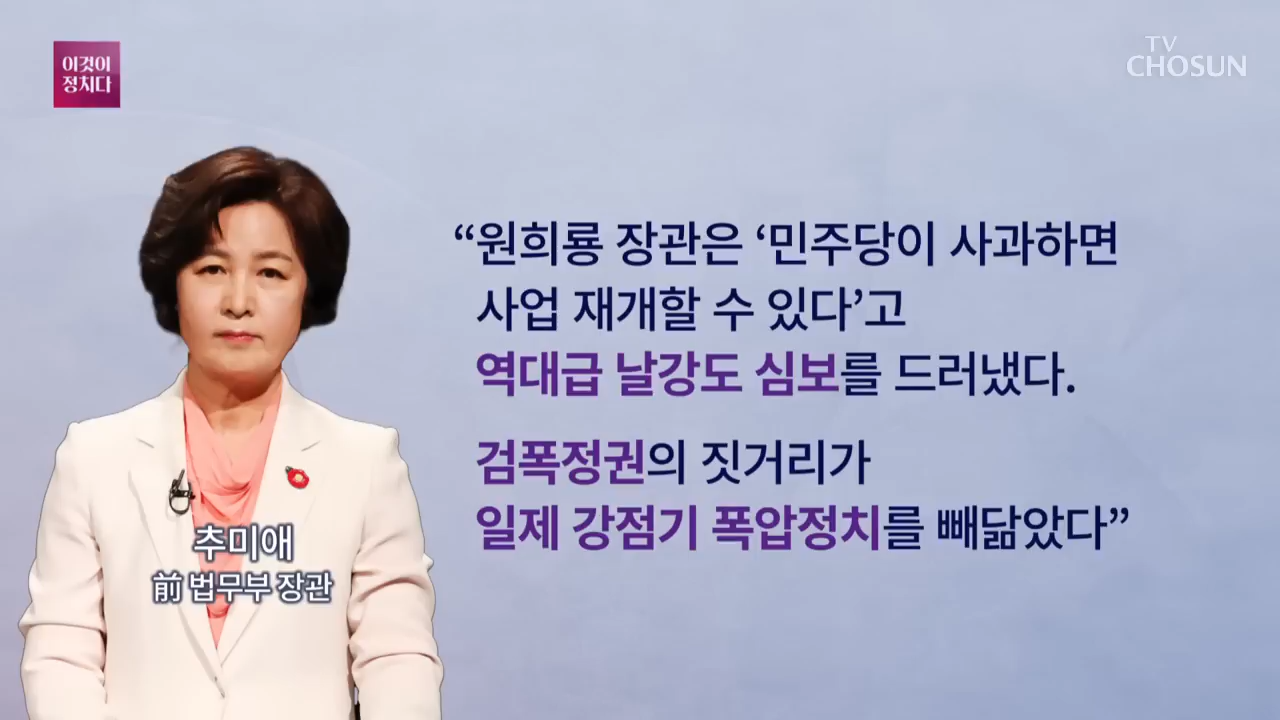 이것이
정치다
TV
CHOSUN
“원희룡 장관은 ‘민주당이 사과하면
사업 재개할 수 있다’고
역대급 날강도 심보를 드러냈다.
검폭정권의 짓거리가
일제 강점기 폭압정치를 빼닮았다”
추미애
前 법무부 장관